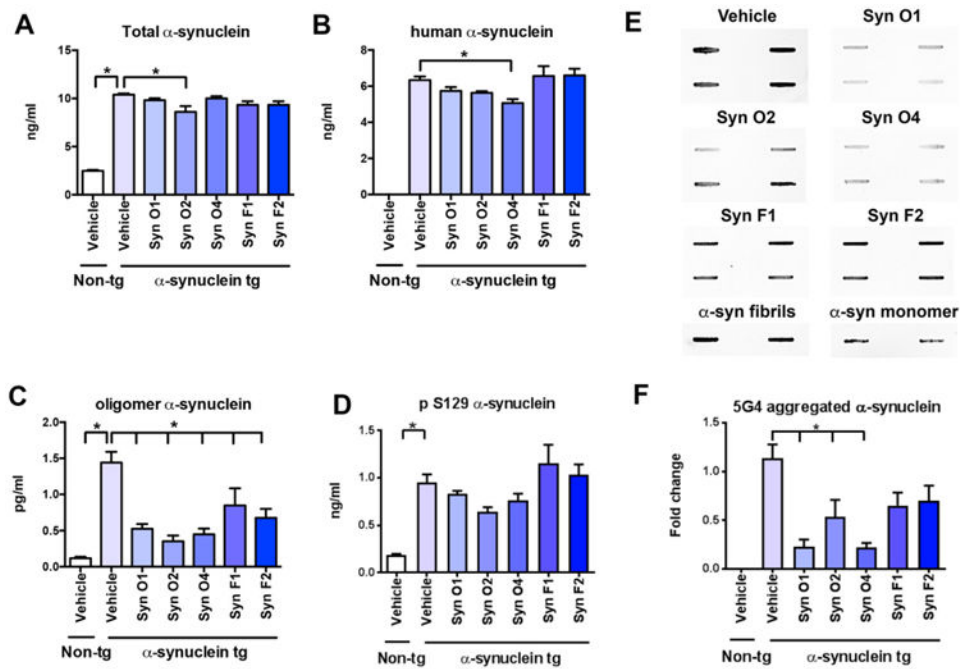 A
Total α-synuclein
*
*
15
10
5
0
ng/ml
Vehicle
Vehicle
Syn O1
Syn O2
Syn O4
Syn F1
Syn F2
Non-tg
α-synuclein tg
B
human α-synuclein
*
8
6
4
2
0
ng/ml
Vehicle
Vehicle
Syn O1
Syn O2
Syn O4
Syn F1
Syn F2
Non-tg
α-synuclein tg
E
Vehicle
Syn O1
Syn O2
Syn O4
Syn F1
Syn F2
α-syn fibrils
α-syn monomer
C
oligomer α-synuclein
*
*
2.0
1.5
1.0
0.5
0.0
pg/ml
Vehicle
Vehicle
Syn O1
Syn O2
Syn O4
Syn F1
Syn F2
Non-tg
α-synuclein tg
D
p S129 α-synuclein
*
1.5
1.0
0.5
0.0
ng/ml
Vehicle
Vehicle
Syn O1
Syn O2
Syn O4
Syn F1
Syn F2
Non-tg
α-synuclein tg
F
5G4 aggregated α-synuclein
*
1.5
1.0
0.5
0.0
Fold change
Vehicle
Vehicle
Syn O1
Syn O2
Syn O4
Syn F1
Syn F2
Non-tg
α-synuclein tg